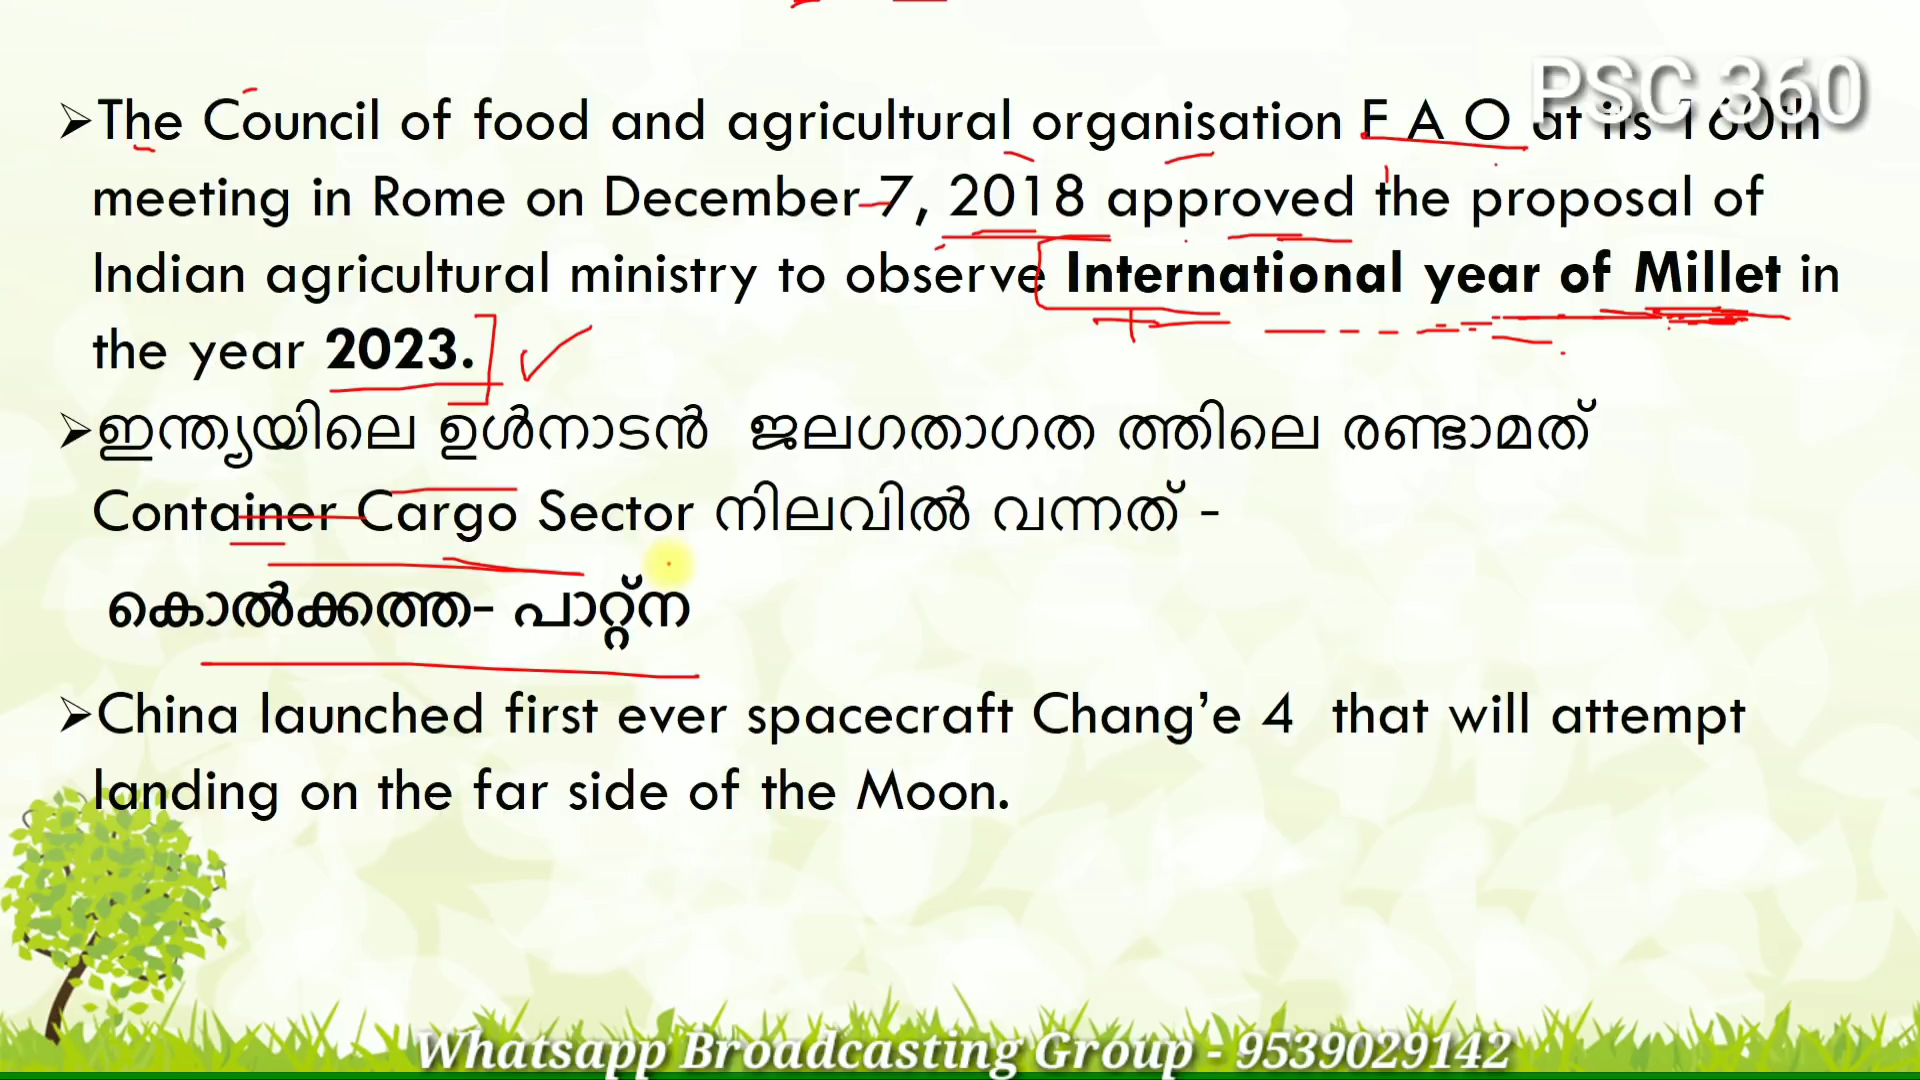 PSC 360
➢The Council of food and agricultural organisation F A O at its 160th
meeting in Rome on December 7, 2018 approved the proposal of
Indian agricultural ministry to observe International year of Millet in
the year 2023.
➢ഇന്ത്യയിലെ ഉൾനാടൻ ജലഗതാഗത ത്തിലെ രണ്ടാമത്
Container Cargo Sector നിലവിൽ വന്നത് -
കൊൽക്കത്ത- പാറ്റ്ന
➢China launched first ever spacecraft Chang’e 4 that will attempt
landing on the far side of the Moon.
Whatsapp Broadcasting Group - 9539029142